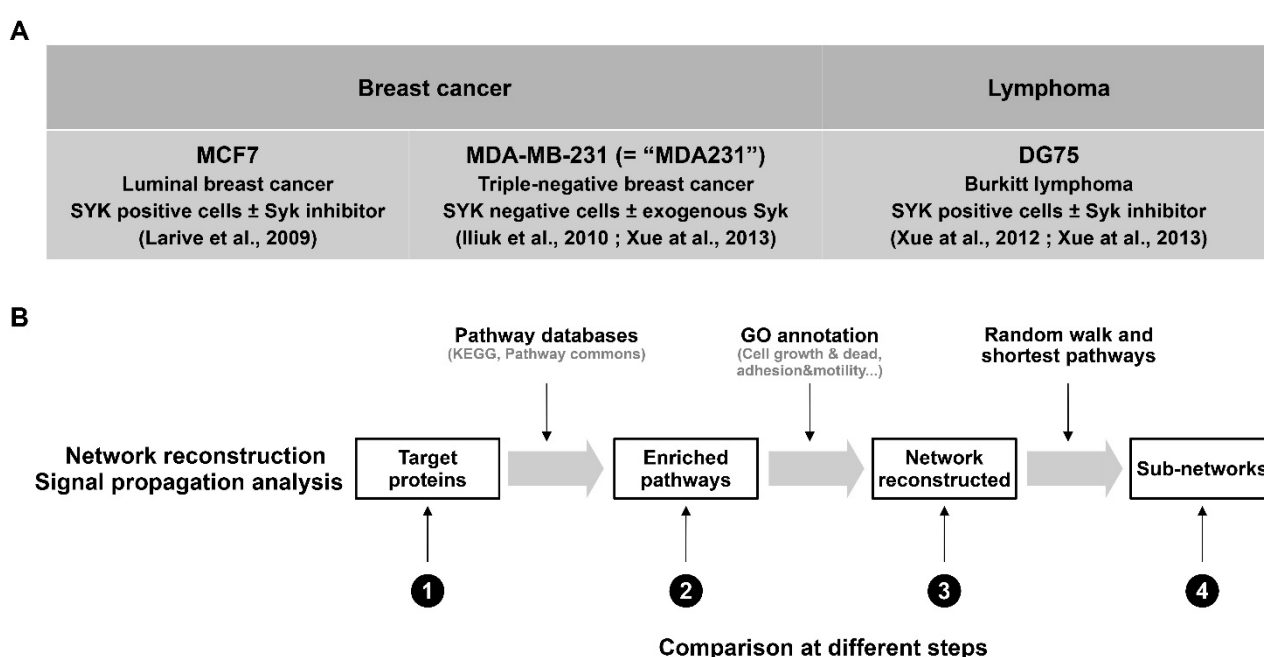 A
Breast cancer
Lymphoma
MCF7
Luminal breast cancer
SYK positive cells ± Syk inhibitor
(Larive et al., 2009)
MDA-MB-231 (= “MDA231”)
Triple-negative breast cancer
SYK negative cells ± exogenous Syk
(Iliuk et al., 2010 ; Xue at al., 2013)
DG75
Burkitt lymphoma
SYK positive cells ± Syk inhibitor
(Xue at al., 2012 ; Xue at al., 2013)
B
Pathway databases
(KEGG, Pathway commons)
GO annotation
(Cell growth & dead,
adhesion&motility...)
Random walk and
shortest pathways
Network reconstruction
Signal propagation analysis
Target
proteins
Enriched
pathways
Network
reconstructed
Sub-networks
1
2
3
4
Comparison at different steps